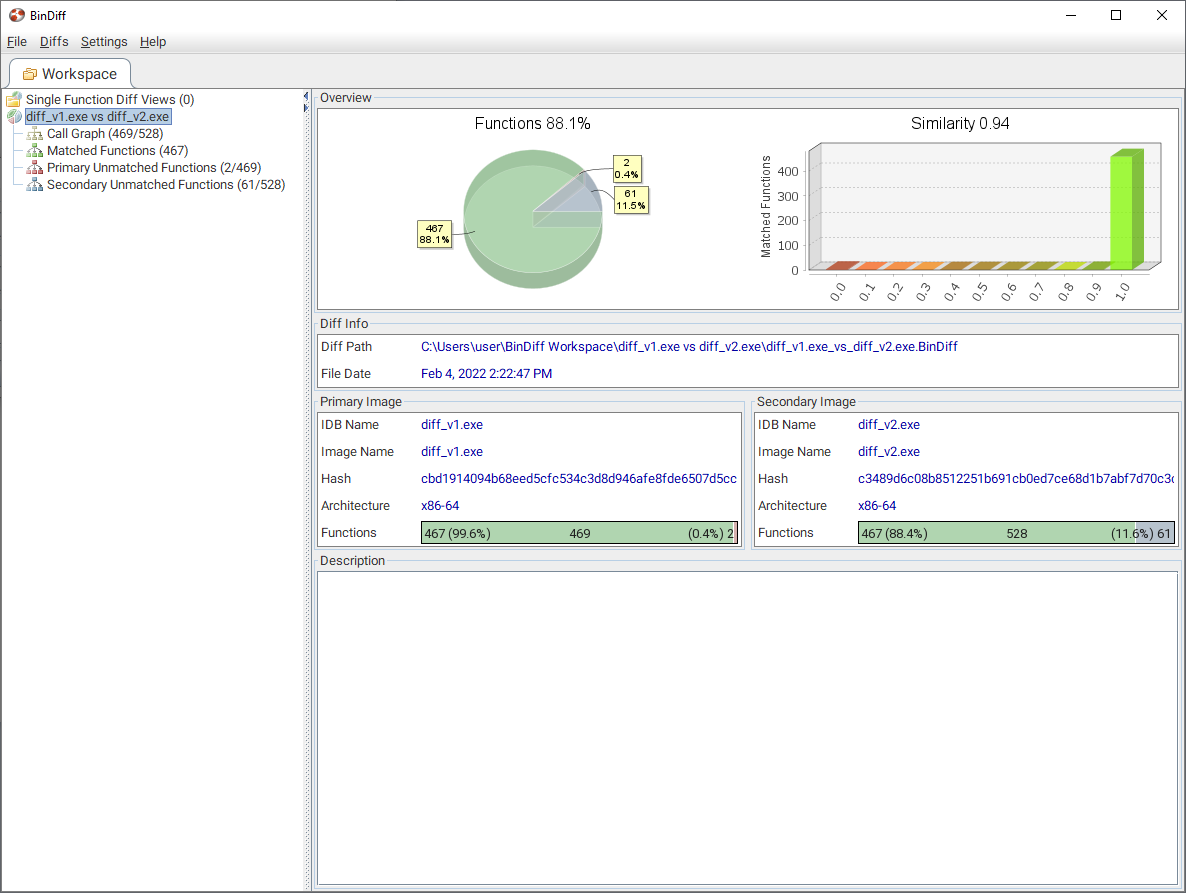 BinDiff
File Diffs Settings Help
Workspace
Single Function Diff Views (0)
diff_v1.exe vs diff_v2.exe
Call Graph (469/528)
Matched Functions (467)
Primary Unmatched Functions (2/469)
Secondary Unmatched Functions (61/528)
Overview
Functions 88.1%
2
0.4%
61
11.5%
467
88.1%
Similarity 0.94
Matched Functions
400
300
200
100
0
0.0 0.1 0.2 0.3 0.4 0.5 0.6 0.7 0.8 0.9 1.0
Diff Info
Diff Path C:\Users\user\BinDiff Workspace\diff_v1.exe vs diff_v2.exe\diff_v1.exe_vs_diff_v2.exe.BinDiff
File Date Feb 4, 2022 2:22:47 PM
Primary Image
IDB Name diff_v1.exe
Image Name diff_v1.exe
Hash cbd1914094b68eed5cfc534c3d8d946afe8fde6507d5cc
Architecture x86-64
Functions 467 (99.6%) 469 (0.4%) 2
Secondary Image
IDB Name diff_v2.exe
Image Name diff_v2.exe
Hash c3489d6c08b8512251b691cb0ed7ce68d1b7abf7d70c3c
Architecture x86-64
Functions 467 (88.4%) 528 (11.6%) 61
Description